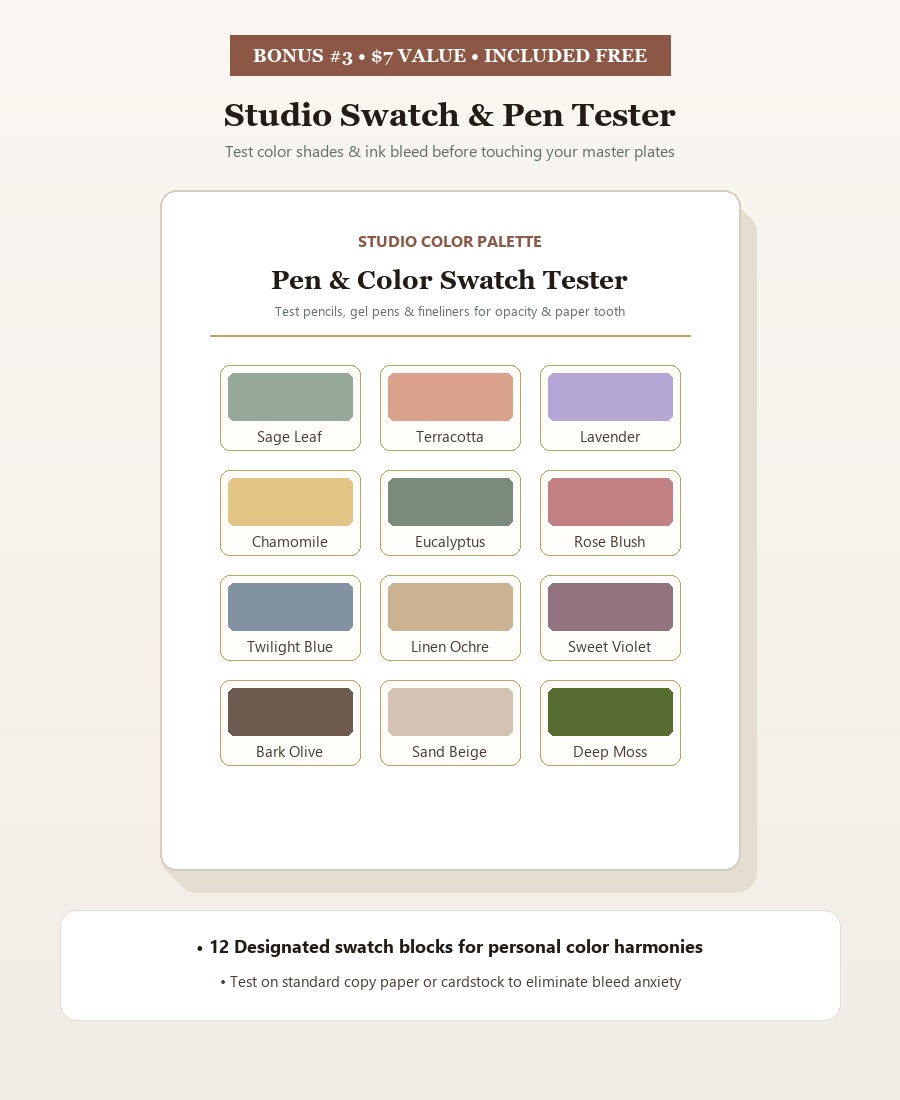 BONUS #3 • $7 VALUE • INCLUDED FREE
Studio Swatch & Pen Tester
Test color shades & ink bleed before touching your master plates
STUDIO COLOR PALETTE
Pen & Color Swatch Tester
Test pencils, gel pens & fineliners for opacity & paper tooth
Sage Leaf
Terracotta
Lavender
Chamomile
Eucalyptus
Rose Blush
Twilight Blue
Linen Ochre
Sweet Violet
Bark Olive
Sand Beige
Deep Moss
• 12 Designated swatch blocks for personal color harmonies
• Test on standard copy paper or cardstock to eliminate bleed anxiety